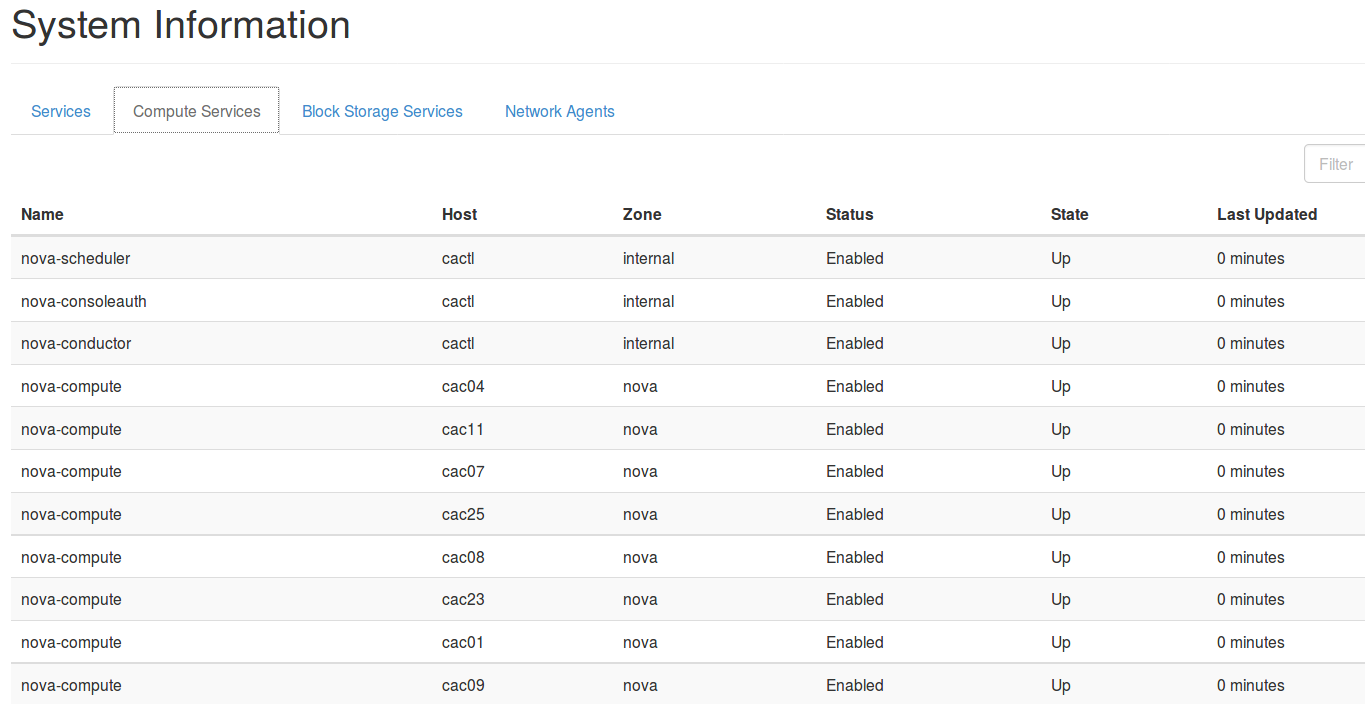 System Information
Services Compute Services Block Storage Services Network Agents
Filter
Name Host Zone Status State Last Updated
nova-scheduler cactl internal Enabled Up 0 minutes
nova-consoleauth cactl internal Enabled Up 0 minutes
nova-conductor cactl internal Enabled Up 0 minutes
nova-compute cac04 nova Enabled Up 0 minutes
nova-compute cac11 nova Enabled Up 0 minutes
nova-compute cac07 nova Enabled Up 0 minutes
nova-compute cac25 nova Enabled Up 0 minutes
nova-compute cac08 nova Enabled Up 0 minutes
nova-compute cac23 nova Enabled Up 0 minutes
nova-compute cac01 nova Enabled Up 0 minutes
nova-compute cac09 nova Enabled Up 0 minutes